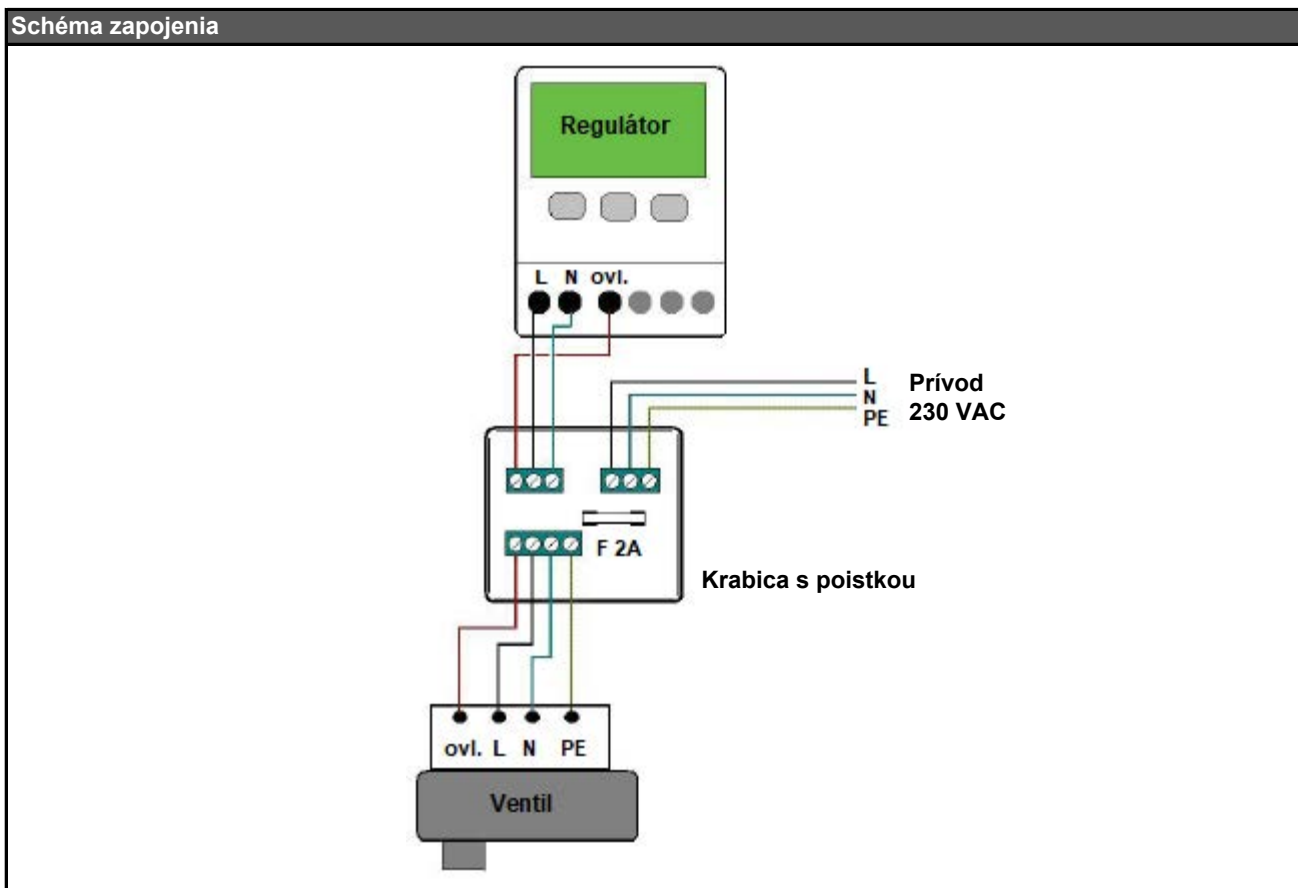 Schéma zapojenia
Regulátor
L N ovl.
L
N
PE
Prívod
230 VAC
F 2A
Krabica s poistkou
ovl. L N PE
Ventil